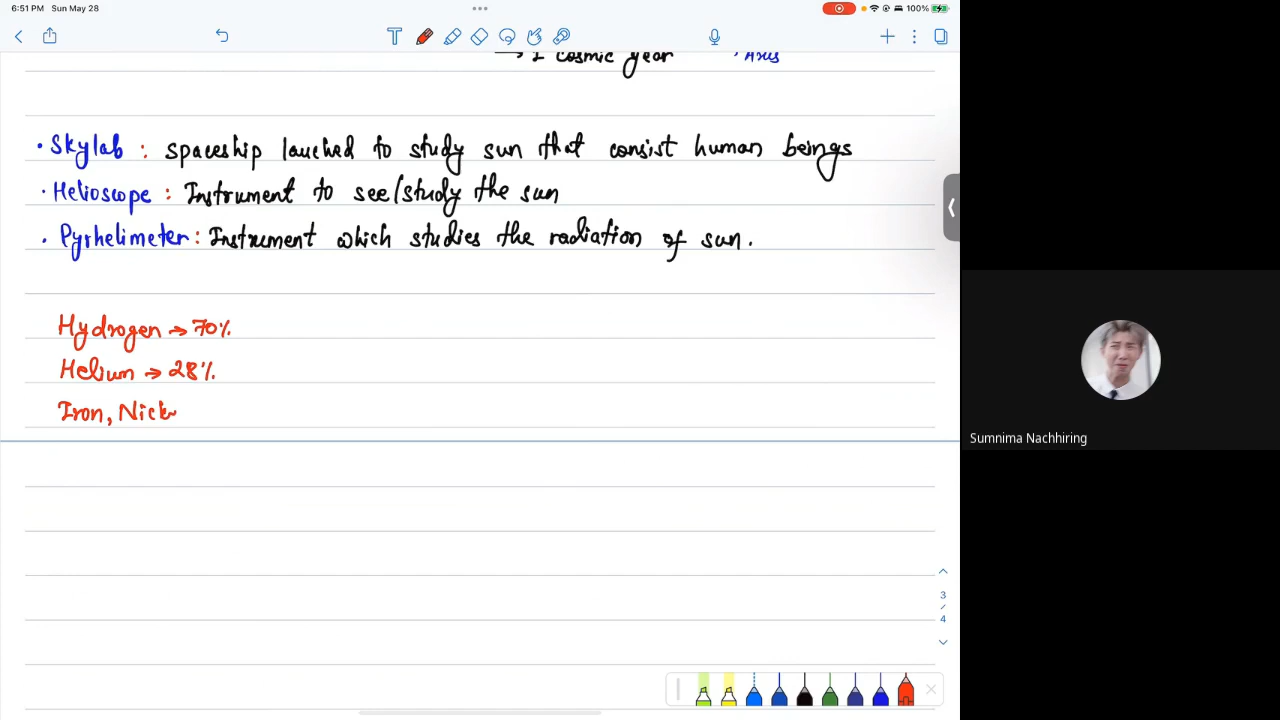 6:51 PM Sun May 28
100%
→ 1 cosmic year
· Axis
· Skylab : spaceship lauched to study sun that consist human beings
· Helioscope : Instrument to see/study the sun
· Pyrhelimeter : Instrument which studies the radiation of sun.
Hydrogen → 70%
Helium → 28%
Iron, Nick
Sumnima Nachhiring
3
/
4